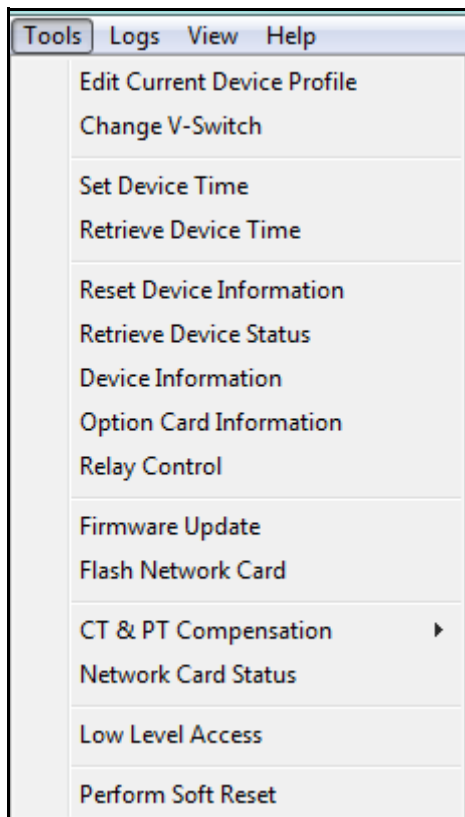 Tools Logs View Help
Edit Current Device Profile
Change V-Switch
Set Device Time
Retrieve Device Time
Reset Device Information
Retrieve Device Status
Device Information
Option Card Information
Relay Control
Firmware Update
Flash Network Card
CT & PT Compensation
Network Card Status
Low Level Access
Perform Soft Reset